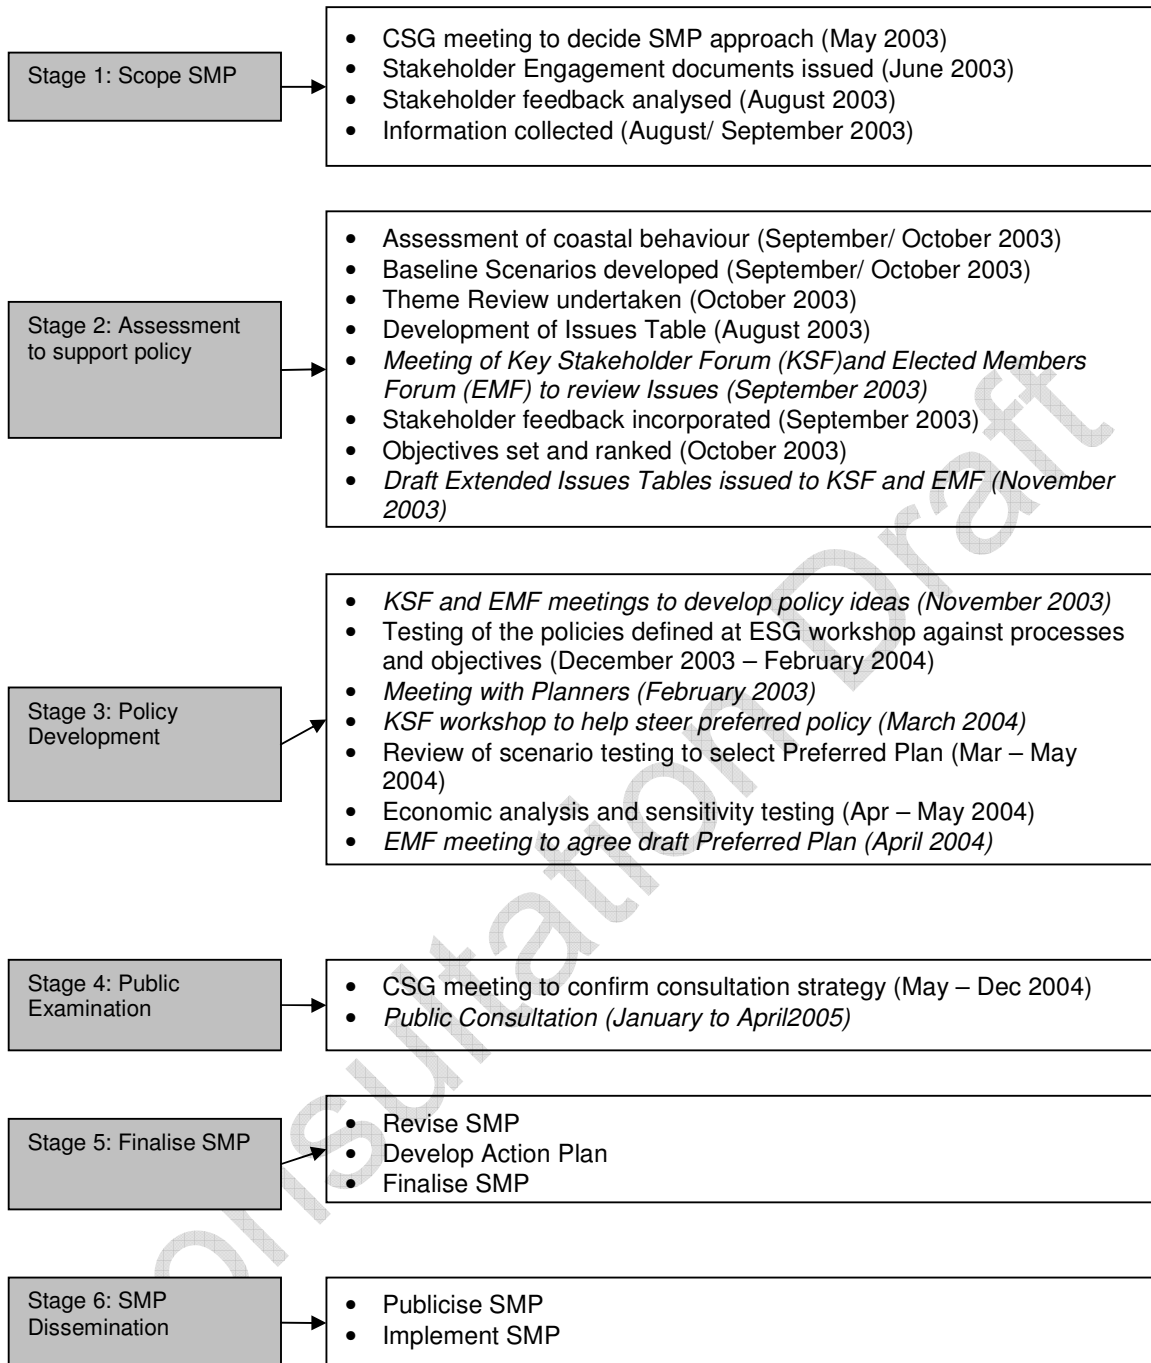 Stage 1: Scope SMP
• CSG meeting to decide SMP approach (May 2003)
• Stakeholder Engagement documents issued (June 2003)
• Stakeholder feedback analysed (August 2003)
• Information collected (August/ September 2003)
Stage 2: Assessment
to support policy
• Assessment of coastal behaviour (September/ October 2003)
• Baseline Scenarios developed (September/ October 2003)
• Theme Review undertaken (October 2003)
• Development of Issues Table (August 2003)
• Meeting of Key Stakeholder Forum (KSF)and Elected Members
Forum (EMF) to review Issues (September 2003)
• Stakeholder feedback incorporated (September 2003)
• Objectives set and ranked (October 2003)
• Draft Extended Issues Tables issued to KSF and EMF (November
2003)
Stage 3: Policy
Development
• KSF and EMF meetings to develop policy ideas (November 2003)
• Testing of the policies defined at ESG workshop against processes
and objectives (December 2003 – February 2004)
• Meeting with Planners (February 2003)
• KSF workshop to help steer preferred policy (March 2004)
• Review of scenario testing to select Preferred Plan (Mar – May
2004)
• Economic analysis and sensitivity testing (Apr – May 2004)
• EMF meeting to agree draft Preferred Plan (April 2004)
Stage 4: Public
Examination
• CSG meeting to confirm consultation strategy (May – Dec 2004)
• Public Consultation (January to April2005)
Stage 5: Finalise SMP
• Revise SMP
• Develop Action Plan
• Finalise SMP
Stage 6: SMP
Dissemination
• Publicise SMP
• Implement SMP
onsultation Draft